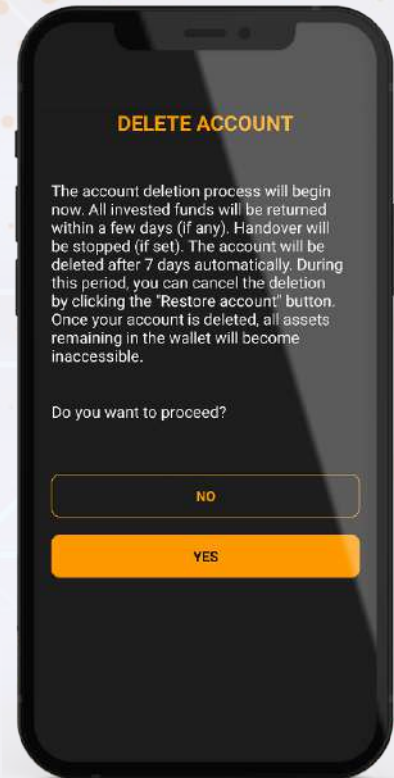 DELETE ACCOUNT
The account deletion process will begin
now. All invested funds will be returned
within a few days (if any). Handover will
be stopped (if set). The account will be
deleted after 7 days automatically. During
this period, you can cancel the deletion
by clicking the "Restore account" button.
Once your account is deleted, all assets
remaining in the wallet will become
inaccessible.
Do you want to proceed?
NO
YES